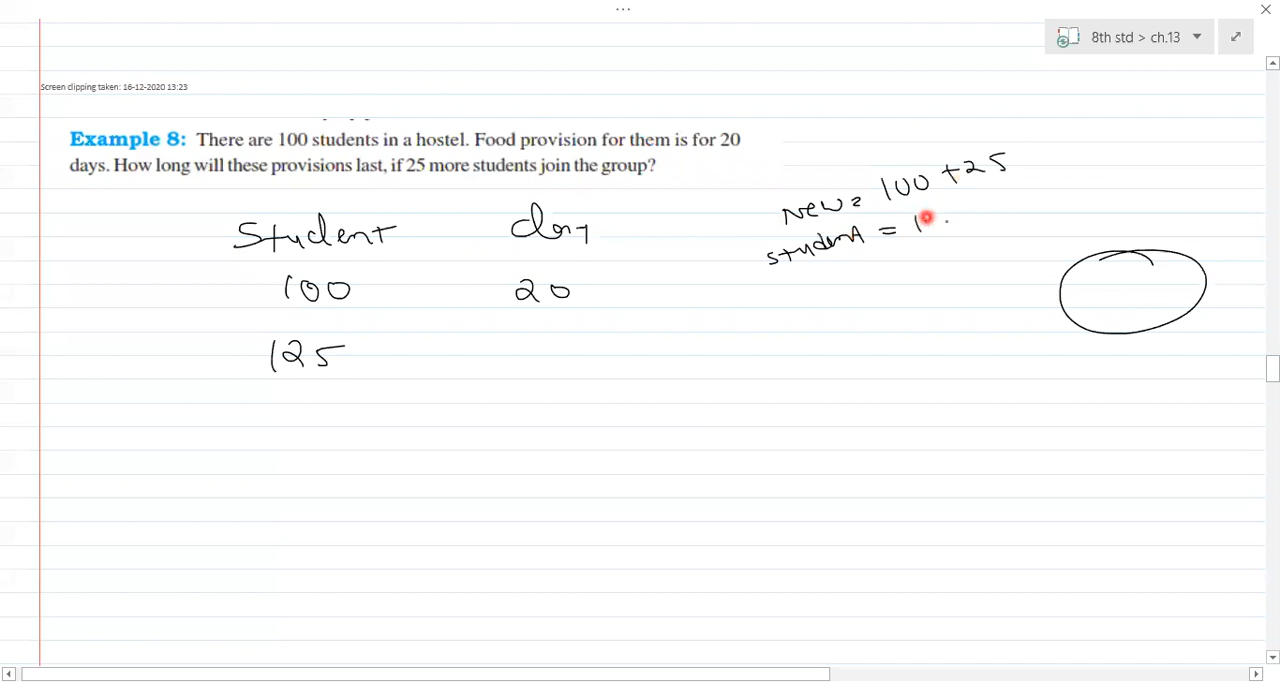 8th std > ch.13
Screen clipping taken: 16-12-2020 13:23
Example 8: There are 100 students in a hostel. Food provision for them is for 20
days. How long will these provisions last, if 25 more students join the group?
New = 100 + 25
student = 1
Student day
100 20
125